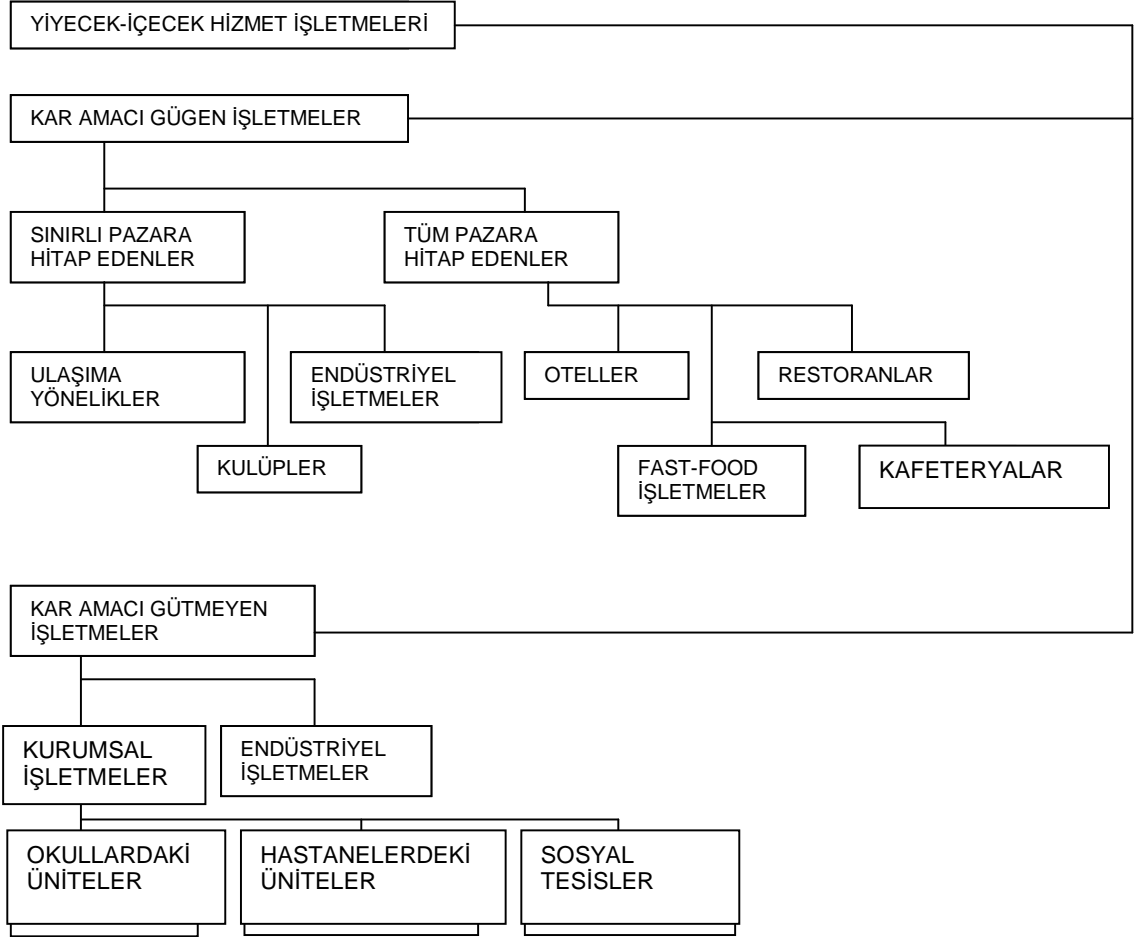 YİYECEK-İÇECEK HİZMET İŞLETMELERİ
KAR AMACI GÜGEN İŞLETMELER
SINIRLI PAZARA
HİTAP EDENLER
TÜM PAZARA
HİTAP EDENLER
ULAŞIMA
YÖNELİKLER
ENDÜSTRİYEL
İŞLETMELER
OTELLER
RESTORANLAR
KULÜPLER
FAST-FOOD
İŞLETMELER
KAFETERYALAR
KAR AMACI GÜTMEYEN
İŞLETMELER
KURUMSAL
İŞLETMELER
ENDÜSTRİYEL
İŞLETMELER
OKULLARDAKİ
ÜNİTELER
HASTANELERDEKİ
ÜNİTELER
SOSYAL
TESİSLER